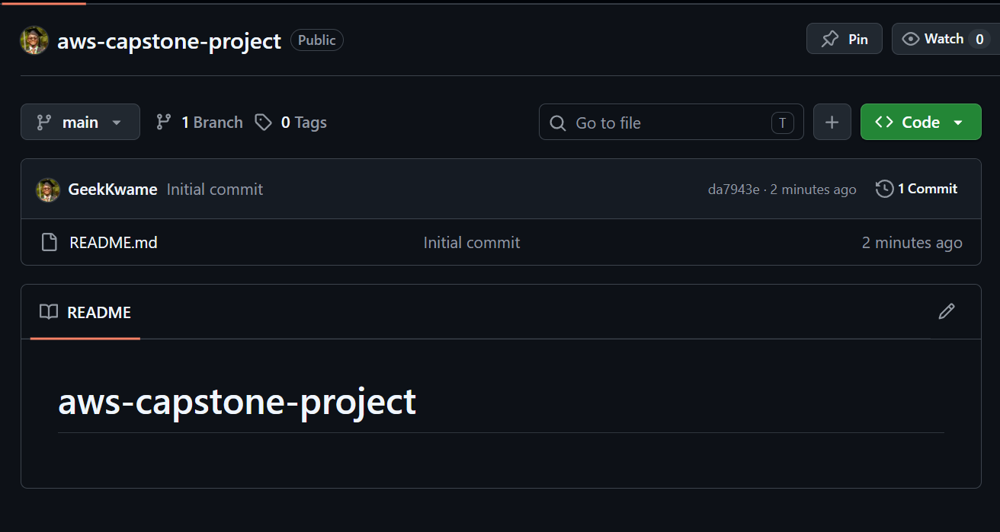 aws-capstone-project Public Pin Watch 0
main 1 Branch 0 Tags Go to file T Code
GeekKwame Initial commit da7943e · 2 minutes ago 1 Commit
README.md Initial commit 2 minutes ago
README
aws-capstone-project